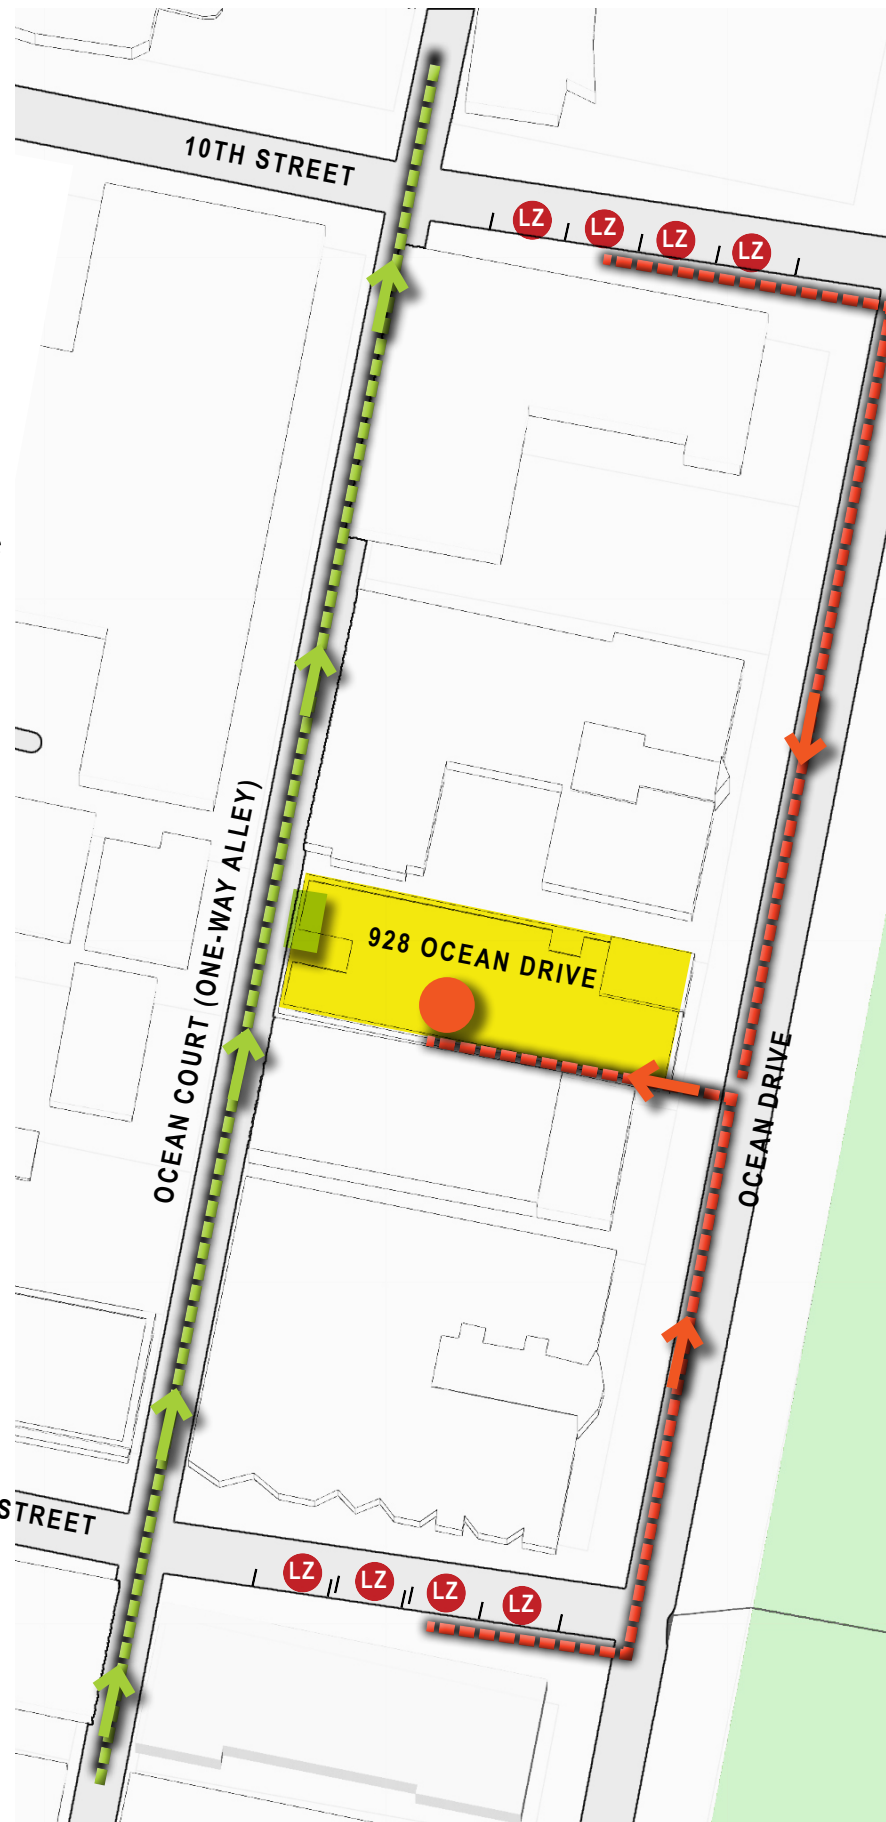 10TH STREET
LZ
LZ
LZ
LZ
928 OCEAN DRIVE
OCEAN COURT (ONE-WAY ALLEY)
OCEAN DRIVE
STREET
LZ
LZ
LZ
LZ